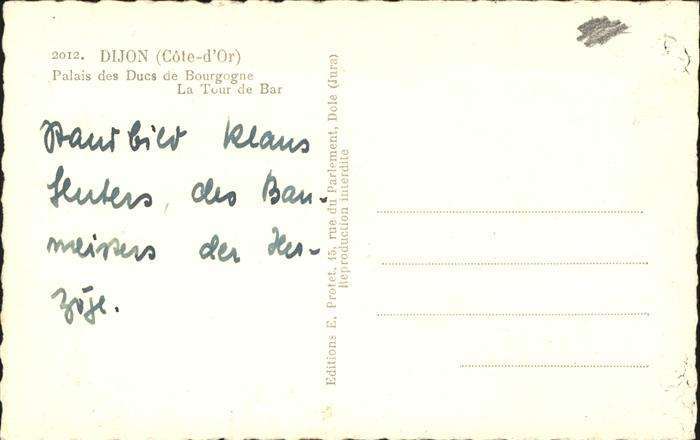 2012. DIJON (Côte-d'Or)
Palais des Ducs de Bourgogne
La Tour de Bar
Standbild Klaus
Sluters, des Bau-
meisters der Her-
zöge.
Editions E. Protet, 15, rue du Parlement, Dole (Jura)
Reproduction interdite